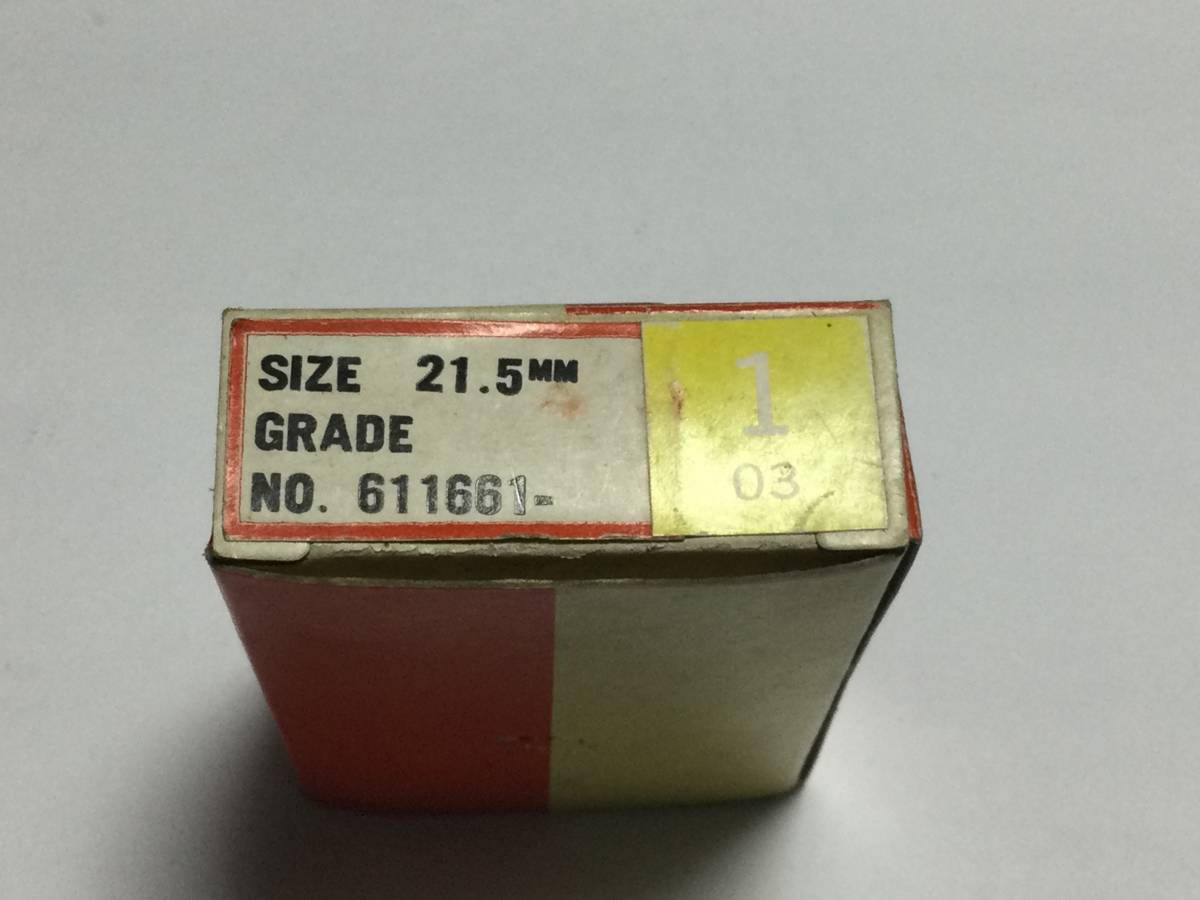 SIZE 21.5MM
GRADE
NO. 611661-
1
03